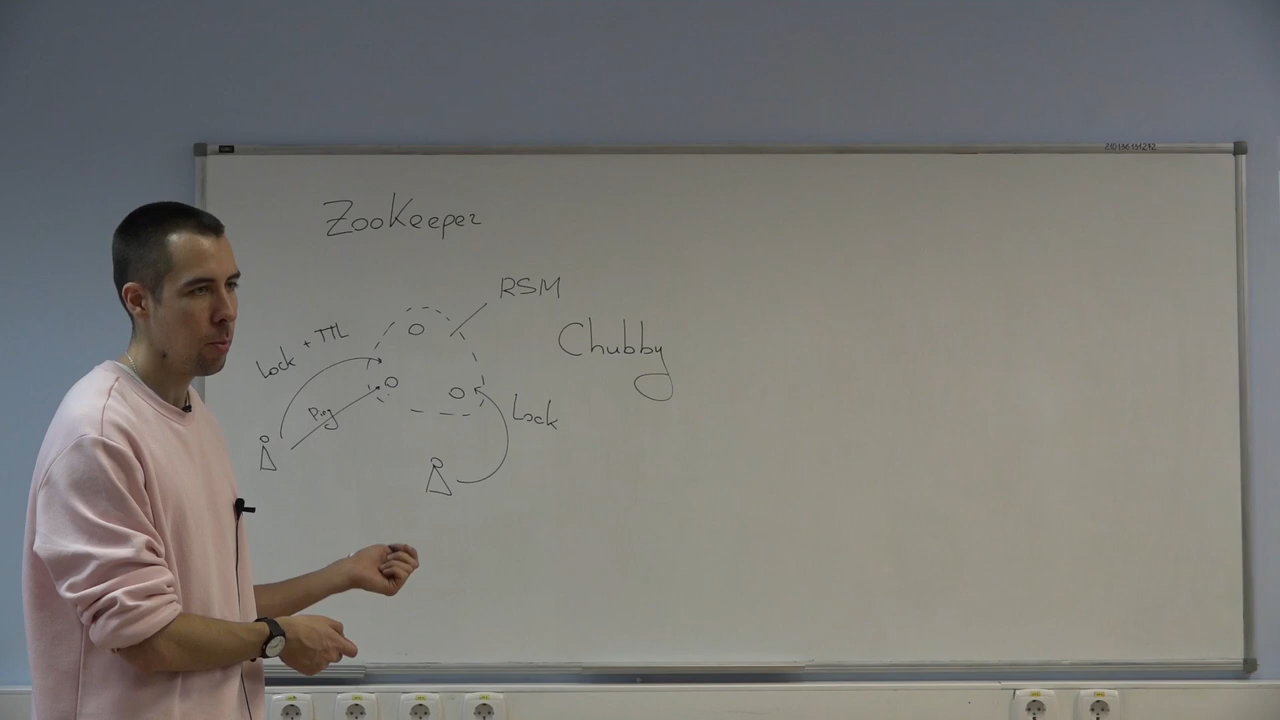 ZooKeeper
RSM
Chubby
Lock + TTL
Ping
Lock